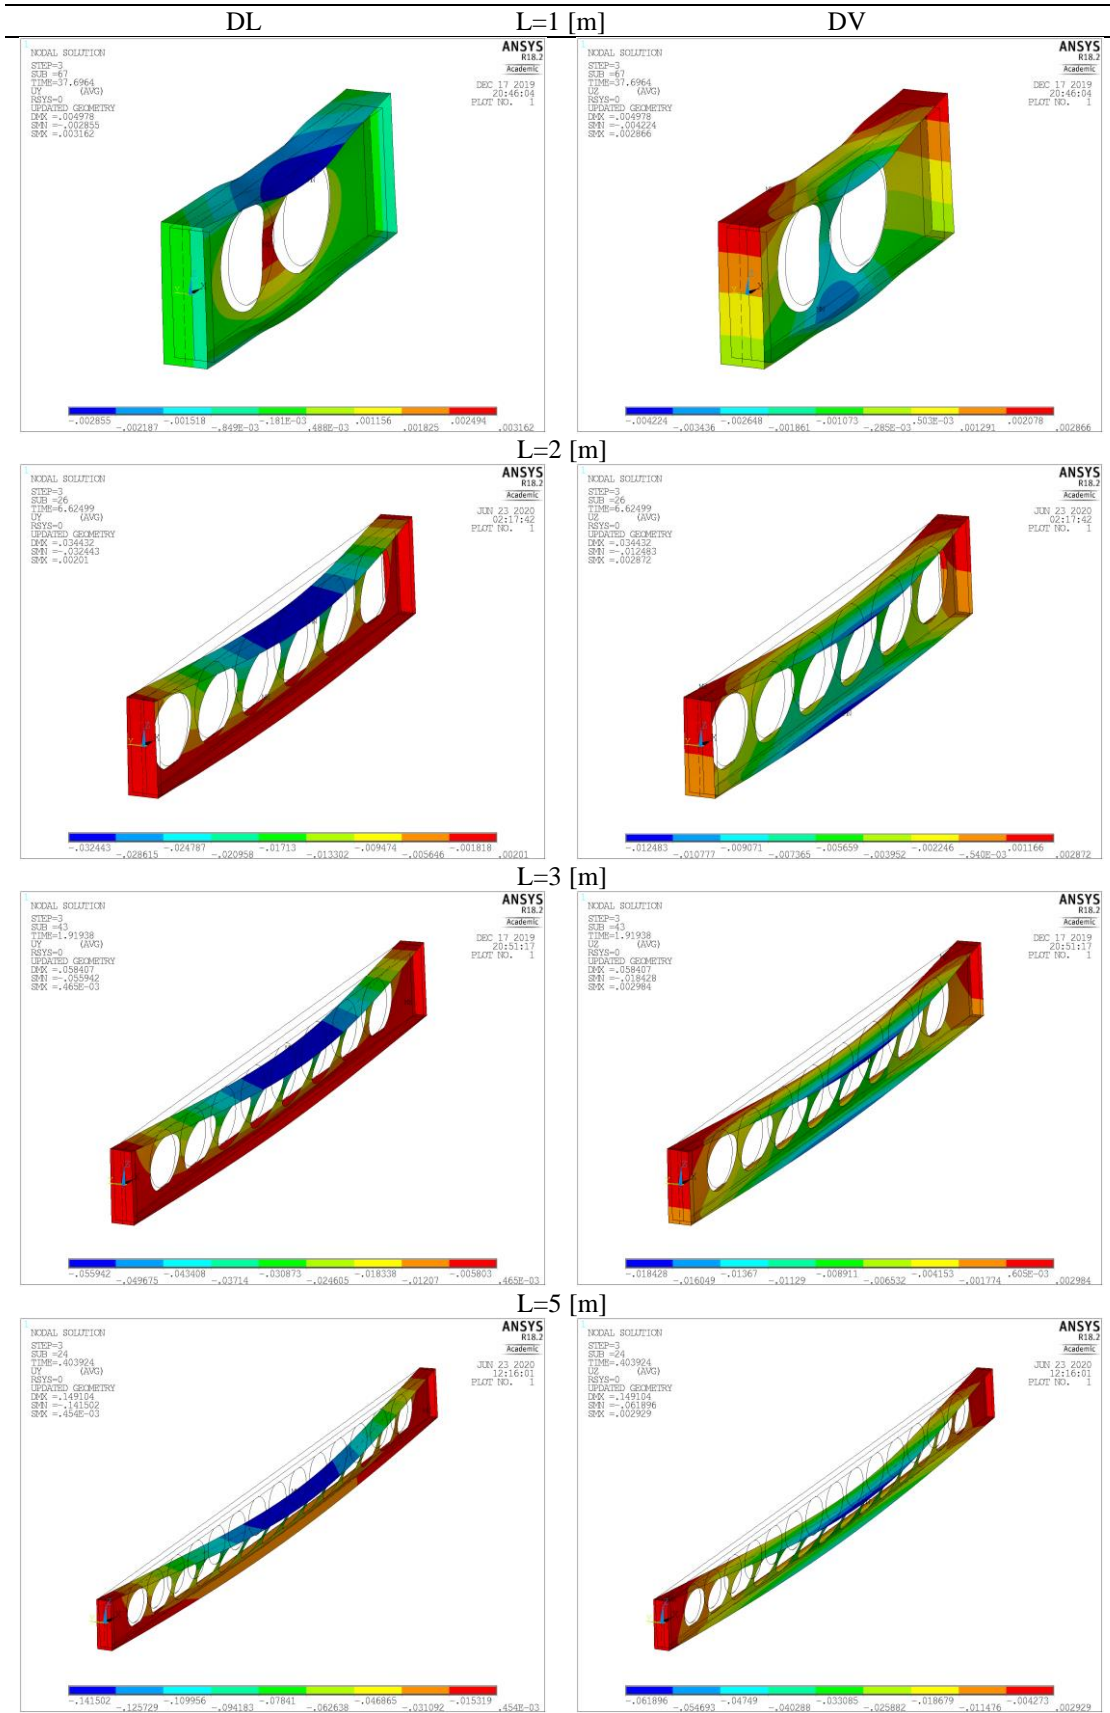 DL L=1 [m] DV
1
NODAL SOLUTION
STEP=3
SUB =67
TIME=37.6964
UY (AVG)
RSYS=0
UPDATED GEOMETRY
DMX =.004978
SMN =-.002855
SMX =.003162
ANSYS
R18.2
Academic
DEC 17 2019
20:46:04
PLOT NO. 1
-.002855 -.001518 -.181E-03 .001156 .002494
-.002187 -.849E-03 .488E-03 .001825 .003162
1
NODAL SOLUTION
STEP=3
SUB =67
TIME=37.6964
UZ (AVG)
RSYS=0
UPDATED GEOMETRY
DMX =.004978
SMN =-.004224
SMX =.002866
ANSYS
R18.2
Academic
DEC 17 2019
20:46:04
PLOT NO. 1
-.004224 -.002648 -.001073 .503E-03 .002078
-.003436 -.001861 -.285E-03 .001291 .002866
L=2 [m]
1
NODAL SOLUTION
STEP=3
SUB =26
TIME=6.62499
UY (AVG)
RSYS=0
UPDATED GEOMETRY
DMX =.034432
SMN =-.032443
SMX =.00201
ANSYS
R18.2
Academic
JUN 23 2020
02:17:42
PLOT NO. 1
-.032443 -.024787 -.01713 -.009474 -.001818
-.028615 -.020958 -.013302 -.005646 .00201
1
NODAL SOLUTION
STEP=3
SUB =26
TIME=6.62499
UZ (AVG)
RSYS=0
UPDATED GEOMETRY
DMX =.034432
SMN =-.012483
SMX =.002872
ANSYS
R18.2
Academic
JUN 23 2020
02:17:42
PLOT NO. 1
-.012483 -.009071 -.005659 -.002246 .001166
-.010777 -.007365 -.003952 -.540E-03 .002872
L=3 [m]
1
NODAL SOLUTION
STEP=3
SUB =43
TIME=1.91938
UY (AVG)
RSYS=0
UPDATED GEOMETRY
DMX =.058407
SMN =-.055942
SMX =.465E-03
ANSYS
R18.2
Academic
DEC 17 2019
20:51:17
PLOT NO. 1
-.055942 -.043408 -.030873 -.018338 -.005803
-.049675 -.03714 -.024605 -.01207 .465E-03
1
NODAL SOLUTION
STEP=3
SUB =43
TIME=1.91938
UZ (AVG)
RSYS=0
UPDATED GEOMETRY
DMX =.058407
SMN =-.018428
SMX =.002984
ANSYS
R18.2
Academic
DEC 17 2019
20:51:17
PLOT NO. 1
-.018428 -.01367 -.008911 -.004153 .605E-03
-.016049 -.01129 -.006532 -.001774 .002984
L=5 [m]
1
NODAL SOLUTION
STEP=3
SUB =24
TIME=.403924
UY (AVG)
RSYS=0
UPDATED GEOMETRY
DMX =.149104
SMN =-.141502
SMX =.454E-03
ANSYS
R18.2
Academic
JUN 23 2020
12:16:01
PLOT NO. 1
-.141502 -.109956 -.07841 -.046865 -.015319
-.125729 -.094183 -.062638 -.031092 .454E-03
1
NODAL SOLUTION
STEP=3
SUB =24
TIME=.403924
UZ (AVG)
RSYS=0
UPDATED GEOMETRY
DMX =.149104
SMN =-.061896
SMX =.002929
ANSYS
R18.2
Academic
JUN 23 2020
12:16:01
PLOT NO. 1
-.061896 -.04749 -.033085 -.018679 -.004273
-.054693 -.040288 -.025882 -.011476 .002929